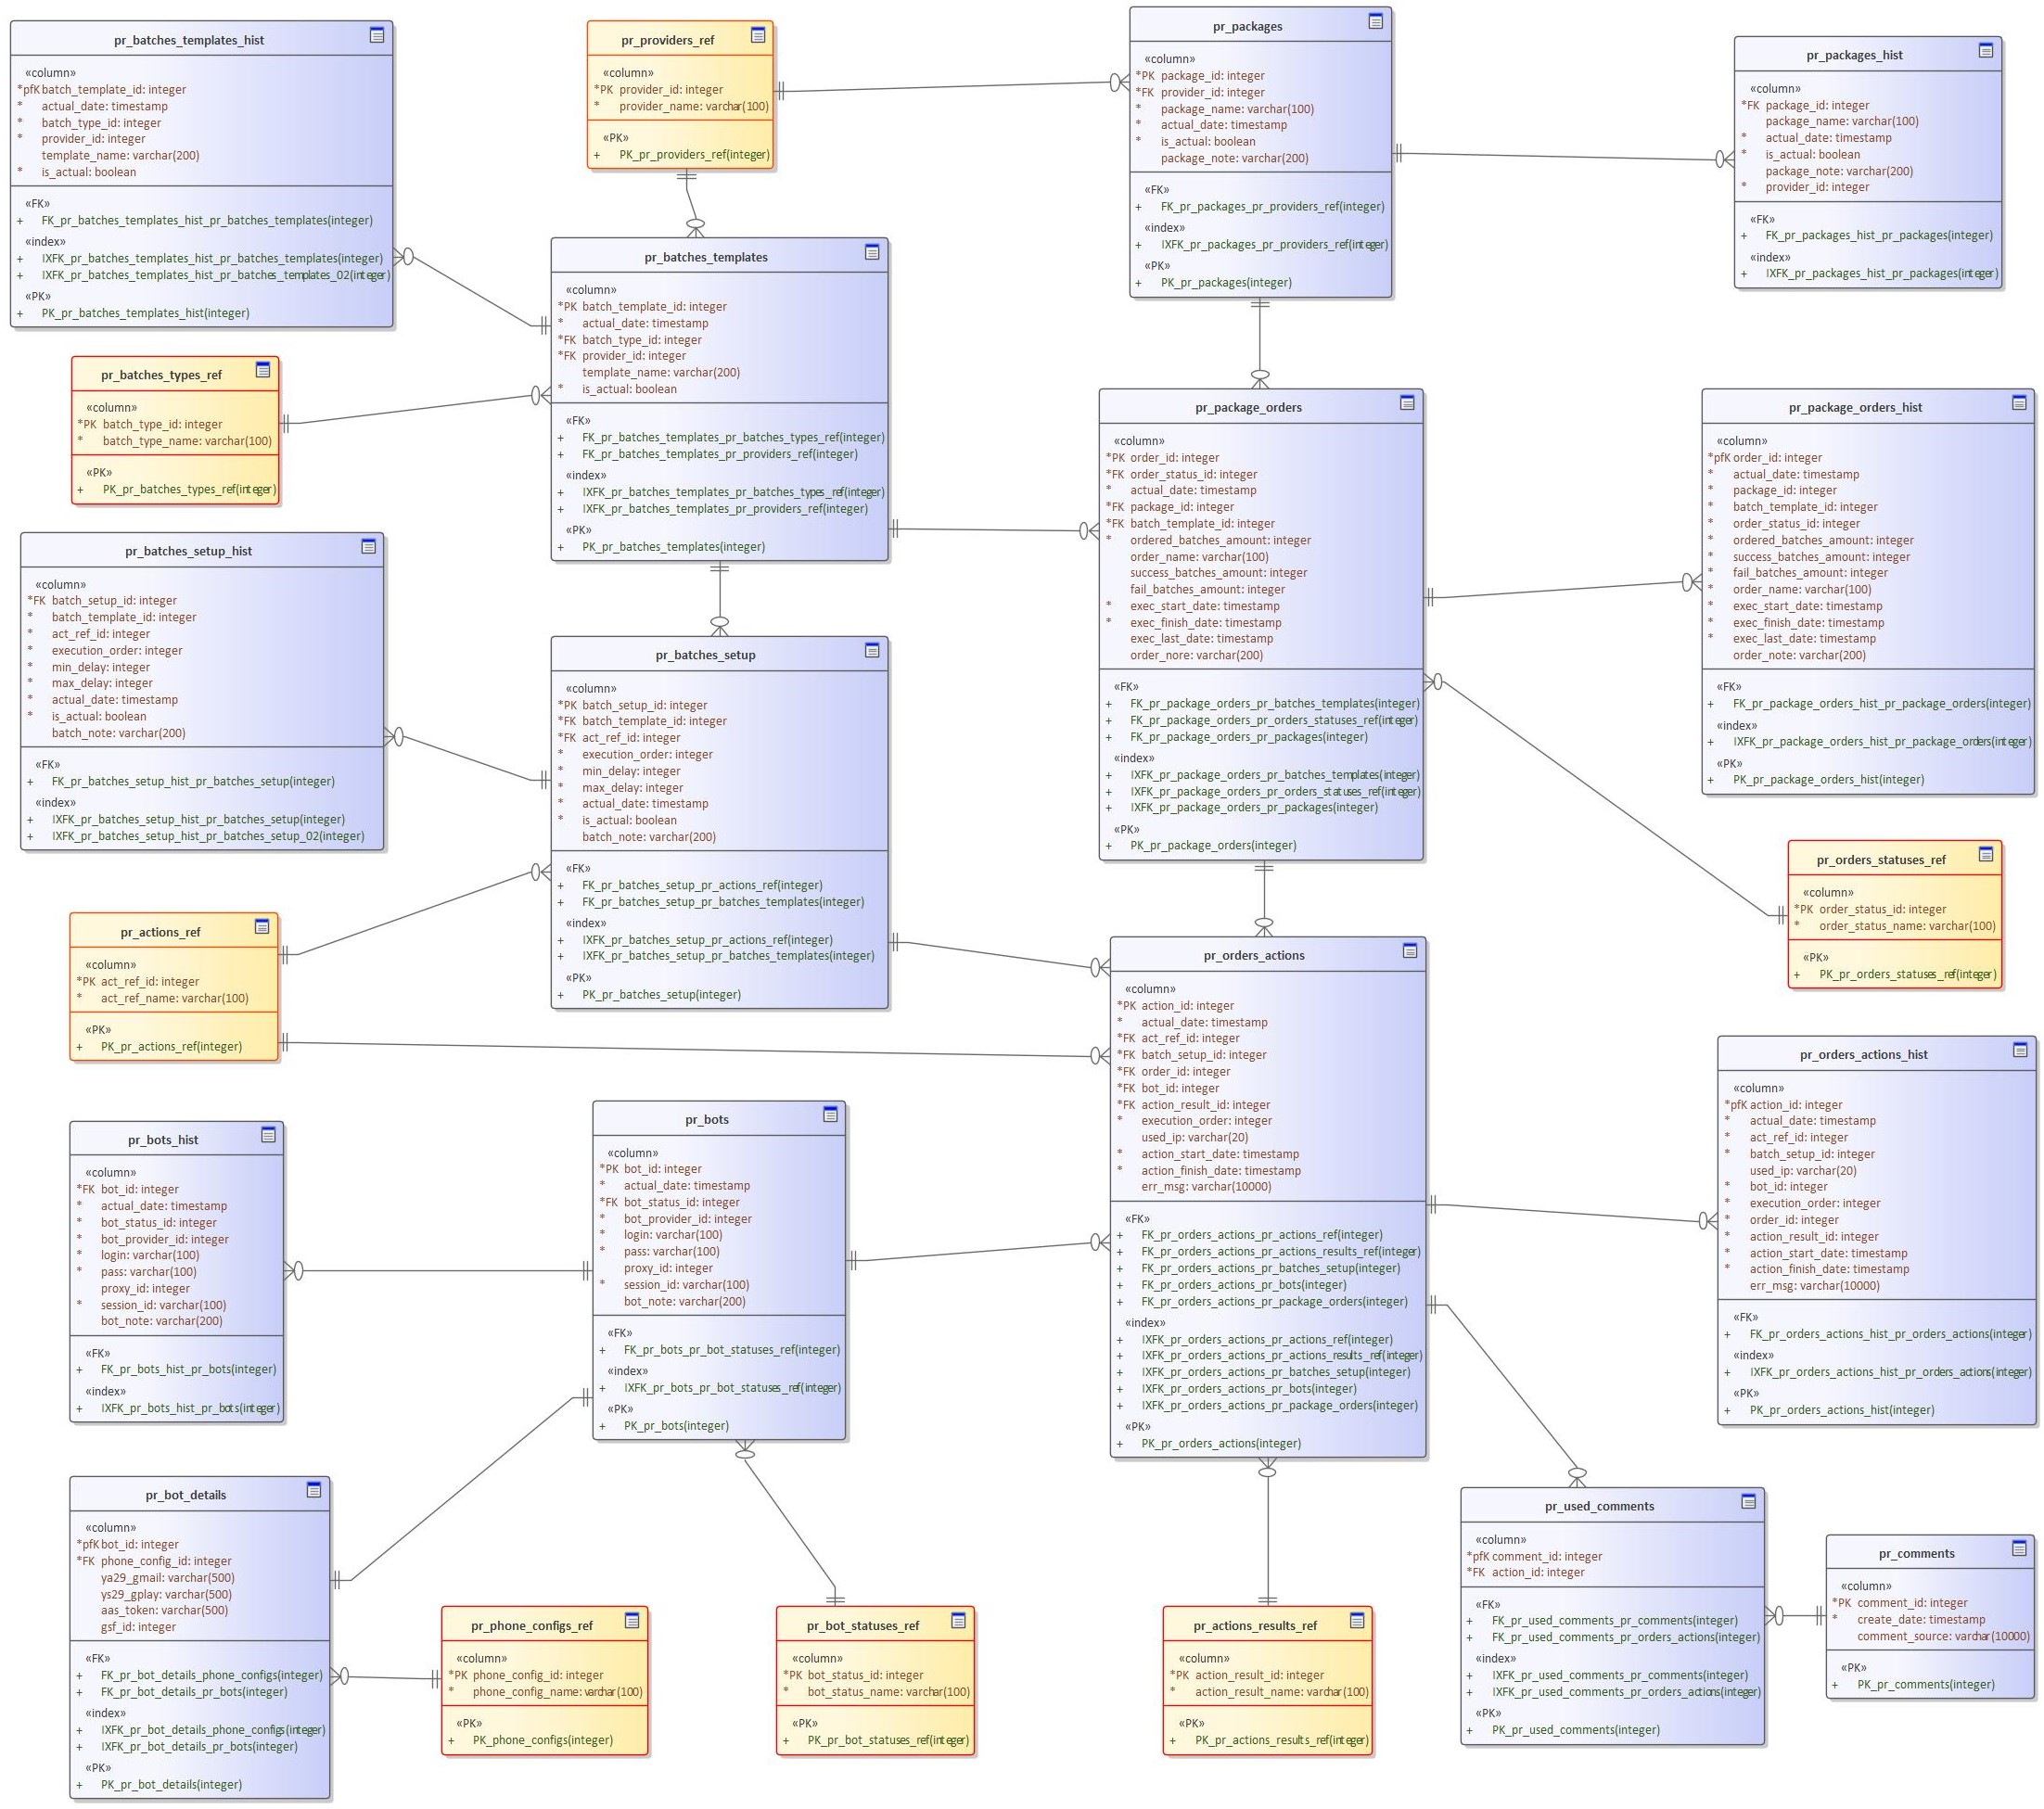 pr_batches_templates_hist
«column»
*pfK batch_template_id: integer
* actual_date: timestamp
* batch_type_id: integer
* provider_id: integer
template_name: varchar(200)
* is_actual: boolean
«FK»
+ FK_pr_batches_templates_hist_pr_batches_templates(integer)
«index»
+ IXFK_pr_batches_templates_hist_pr_batches_templates(integer)
+ IXFK_pr_batches_templates_hist_pr_batches_templates_02(integer)
«PK»
+ PK_pr_batches_templates_hist(integer)
pr_providers_ref
«column»
*PK provider_id: integer
* provider_name: varchar(100)
«PK»
+ PK_pr_providers_ref(integer)
pr_packages
«column»
*PK package_id: integer
*FK provider_id: integer
* package_name: varchar(100)
* actual_date: timestamp
* is_actual: boolean
package_note: varchar(200)
«FK»
+ FK_pr_packages_pr_providers_ref(integer)
«index»
+ IXFK_pr_packages_pr_providers_ref(integer)
«PK»
+ PK_pr_packages(integer)
pr_packages_hist
«column»
*FK package_id: integer
package_name: varchar(100)
* actual_date: timestamp
* is_actual: boolean
package_note: varchar(200)
* provider_id: integer
«FK»
+ FK_pr_packages_hist_pr_packages(integer)
«index»
+ IXFK_pr_packages_hist_pr_packages(integer)
pr_batches_templates
«column»
*PK batch_template_id: integer
* actual_date: timestamp
*FK batch_type_id: integer
*FK provider_id: integer
template_name: varchar(200)
* is_actual: boolean
«FK»
+ FK_pr_batches_templates_pr_batches_types_ref(integer)
+ FK_pr_batches_templates_pr_providers_ref(integer)
«index»
+ IXFK_pr_batches_templates_pr_batches_types_ref(integer)
+ IXFK_pr_batches_templates_pr_providers_ref(integer)
«PK»
+ PK_pr_batches_templates(integer)
pr_batches_types_ref
«column»
*PK batch_type_id: integer
* batch_type_name: varchar(100)
«PK»
+ PK_pr_batches_types_ref(integer)
pr_package_orders
«column»
*PK order_id: integer
*FK order_status_id: integer
* actual_date: timestamp
*FK package_id: integer
*FK batch_template_id: integer
* ordered_batches_amount: integer
order_name: varchar(100)
success_batches_amount: integer
fail_batches_amount: integer
* exec_start_date: timestamp
* exec_finish_date: timestamp
exec_last_date: timestamp
order_nore: varchar(200)
«FK»
+ FK_pr_package_orders_pr_batches_templates(integer)
+ FK_pr_package_orders_pr_orders_statuses_ref(integer)
+ FK_pr_package_orders_pr_packages(integer)
«index»
+ IXFK_pr_package_orders_pr_batches_templates(integer)
+ IXFK_pr_package_orders_pr_orders_statuses_ref(integer)
+ IXFK_pr_package_orders_pr_packages(integer)
«PK»
+ PK_pr_package_orders(integer)
pr_package_orders_hist
«column»
*pfK order_id: integer
* actual_date: timestamp
* package_id: integer
* batch_template_id: integer
* order_status_id: integer
* ordered_batches_amount: integer
* success_batches_amount: integer
* fail_batches_amount: integer
* order_name: varchar(100)
* exec_start_date: timestamp
* exec_finish_date: timestamp
* exec_last_date: timestamp
order_note: varchar(200)
«FK»
+ FK_pr_package_orders_hist_pr_package_orders(integer)
«index»
+ IXFK_pr_package_orders_hist_pr_package_orders(integer)
«PK»
+ PK_pr_package_orders_hist(integer)
pr_batches_setup_hist
«column»
*FK batch_setup_id: integer
* batch_template_id: integer
* act_ref_id: integer
* execution_order: integer
* min_delay: integer
* max_delay: integer
* actual_date: timestamp
* is_actual: boolean
batch_note: varchar(200)
«FK»
+ FK_pr_batches_setup_hist_pr_batches_setup(integer)
«index»
+ IXFK_pr_batches_setup_hist_pr_batches_setup(integer)
+ IXFK_pr_batches_setup_hist_pr_batches_setup_02(integer)
pr_batches_setup
«column»
*PK batch_setup_id: integer
*FK batch_template_id: integer
*FK act_ref_id: integer
* execution_order: integer
* min_delay: integer
* max_delay: integer
* actual_date: timestamp
* is_actual: boolean
batch_note: varchar(200)
«FK»
+ FK_pr_batches_setup_pr_actions_ref(integer)
+ FK_pr_batches_setup_pr_batches_templates(integer)
«index»
+ IXFK_pr_batches_setup_pr_actions_ref(integer)
+ IXFK_pr_batches_setup_pr_batches_templates(integer)
«PK»
+ PK_pr_batches_setup(integer)
pr_orders_statuses_ref
«column»
*PK order_status_id: integer
* order_status_name: varchar(100)
«PK»
+ PK_pr_orders_statuses_ref(integer)
pr_actions_ref
«column»
*PK act_ref_id: integer
* act_ref_name: varchar(100)
«PK»
+ PK_pr_actions_ref(integer)
pr_orders_actions
«column»
*PK action_id: integer
* actual_date: timestamp
*FK act_ref_id: integer
*FK batch_setup_id: integer
*FK order_id: integer
*FK bot_id: integer
*FK action_result_id: integer
* execution_order: integer
used_ip: varchar(20)
* action_start_date: timestamp
* action_finish_date: timestamp
err_msg: varchar(10000)
«FK»
+ FK_pr_orders_actions_pr_actions_ref(integer)
+ FK_pr_orders_actions_pr_actions_results_ref(integer)
+ FK_pr_orders_actions_pr_batches_setup(integer)
+ FK_pr_orders_actions_pr_bots(integer)
+ FK_pr_orders_actions_pr_package_orders(integer)
«index»
+ IXFK_pr_orders_actions_pr_actions_ref(integer)
+ IXFK_pr_orders_actions_pr_actions_results_ref(integer)
+ IXFK_pr_orders_actions_pr_batches_setup(integer)
+ IXFK_pr_orders_actions_pr_bots(integer)
+ IXFK_pr_orders_actions_pr_package_orders(integer)
«PK»
+ PK_pr_orders_actions(integer)
pr_orders_actions_hist
«column»
*pfK action_id: integer
* actual_date: timestamp
* act_ref_id: integer
* batch_setup_id: integer
used_ip: varchar(20)
* bot_id: integer
* execution_order: integer
* order_id: integer
* action_result_id: integer
* action_start_date: timestamp
* action_finish_date: timestamp
err_msg: varchar(10000)
«FK»
+ FK_pr_orders_actions_hist_pr_orders_actions(integer)
«index»
+ IXFK_pr_orders_actions_hist_pr_orders_actions(integer)
«PK»
+ PK_pr_orders_actions_hist(integer)
pr_bots_hist
«column»
*FK bot_id: integer
* actual_date: timestamp
* bot_status_id: integer
* bot_provider_id: integer
* login: varchar(100)
* pass: varchar(100)
proxy_id: integer
* session_id: varchar(100)
bot_note: varchar(200)
«FK»
+ FK_pr_bots_hist_pr_bots(integer)
«index»
+ IXFK_pr_bots_hist_pr_bots(integer)
pr_bots
«column»
*PK bot_id: integer
* actual_date: timestamp
*FK bot_status_id: integer
* bot_provider_id: integer
* login: varchar(100)
* pass: varchar(100)
proxy_id: integer
* session_id: varchar(100)
bot_note: varchar(200)
«FK»
+ FK_pr_bots_pr_bot_statuses_ref(integer)
«index»
+ IXFK_pr_bots_pr_bot_statuses_ref(integer)
«PK»
+ PK_pr_bots(integer)
pr_bot_details
«column»
*pfK bot_id: integer
*FK phone_config_id: integer
ya29_gmail: varchar(500)
ys29_gplay: varchar(500)
aas_token: varchar(500)
gsf_id: integer
«FK»
+ FK_pr_bot_details_phone_configs(integer)
+ FK_pr_bot_details_pr_bots(integer)
«index»
+ IXFK_pr_bot_details_phone_configs(integer)
+ IXFK_pr_bot_details_pr_bots(integer)
«PK»
+ PK_pr_bot_details(integer)
pr_phone_configs_ref
«column»
*PK phone_config_id: integer
* phone_config_name: varchar(100)
«PK»
+ PK_phone_configs(integer)
pr_bot_statuses_ref
«column»
*PK bot_status_id: integer
* bot_status_name: varchar(100)
«PK»
+ PK_pr_bot_statuses_ref(integer)
pr_actions_results_ref
«column»
*PK action_result_id: integer
* action_result_name: varchar(100)
«PK»
+ PK_pr_actions_results_ref(integer)
pr_used_comments
«column»
*pfK comment_id: integer
*FK action_id: integer
«FK»
+ FK_pr_used_comments_pr_comments(integer)
+ FK_pr_used_comments_pr_orders_actions(integer)
«index»
+ IXFK_pr_used_comments_pr_comments(integer)
+ IXFK_pr_used_comments_pr_orders_actions(integer)
«PK»
+ PK_pr_used_comments(integer)
pr_comments
«column»
*PK comment_id: integer
* create_date: timestamp
comment_source: varchar(10000)
«PK»
+ PK_pr_comments(integer)